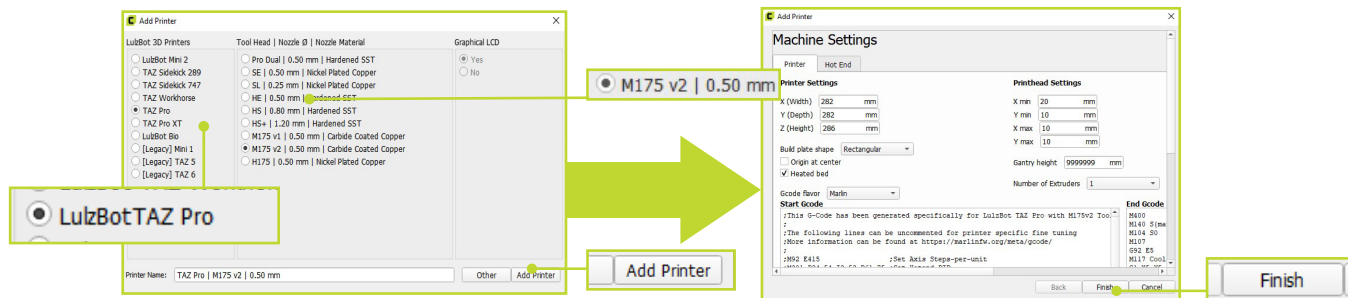 Add Printer
LulzBot 3D Printers
LulzBot Mini 2
TAZ Sidekick 289
TAZ Sidekick 747
TAZ Workhorse
TAZ Pro
TAZ Pro XT
LulzBot Bio
[Legacy] Mini 1
[Legacy] TAZ 5
[Legacy] TAZ 6
Tool Head | Nozzle Ø | Nozzle Material
Pro Dual | 0.50 mm | Hardened SST
SE | 0.50 mm | Nickel Plated Copper
SL | 0.25 mm | Nickel Plated Copper
HE | 0.50 mm | Hardened SST
HS | 0.80 mm | Hardened SST
HS+ | 1.20 mm | Hardened SST
M175 v1 | 0.50 mm | Carbide Coated Copper
M175 v2 | 0.50 mm | Carbide Coated Copper
H175 | 0.50 mm | Nickel Plated Copper
Graphical LCD
Yes
No
LulzBotTAZ Pro
Printer Name: TAZ Pro | M175 v2 | 0.50 mm
Other
Add Printer
M175 v2 | 0.50 mm
Add Printer
Add Printer
Machine Settings
Printer
Hot End
Printer Settings
X (Width) 282 mm
Y (Depth) 282 mm
Z (Height) 286 mm
Build plate shape Rectangular
Origin at center
Heated bed
Gcode flavor Marlin
Printhead Settings
X min 20 mm
Y min 10 mm
X max 10 mm
Y max 10 mm
Gantry height 9999999 mm
Number of Extruders 1
Start Gcode
;This G-Code has been generated specifically for LulzBot TAZ Pro with M175v2 Too
;
;The following lines can be uncommented for printer specific fine tuning
;More information can be found at https://marlinfw.org/meta/gcode/
;
;M92 E415 ;Set Axis Steps-per-unit
End Gcode
M400
M140 S{ma
M104 S0
M107
G92 E5
M117 Cool
Back
Finish
Cancel
Finish